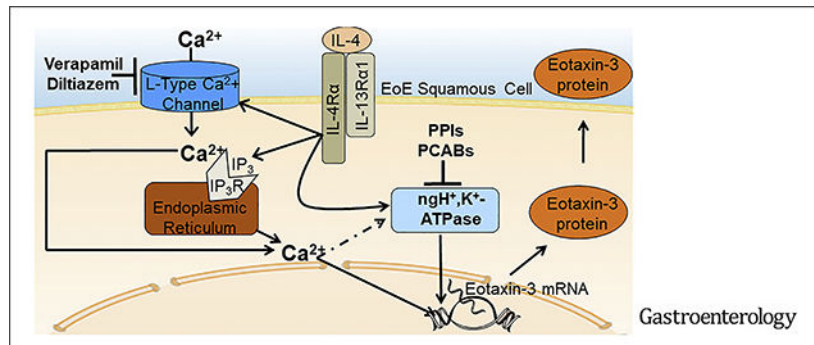 Ca²⁺
Verapamil
Diltiazem
L-Type Ca²⁺
Channel
IL-4
IL-4Rα
IL-13Rα1
EoE Squamous Cell
Eotaxin-3
protein
Ca²⁺
IP₃
IP₃R
Endoplasmic
Reticulum
Ca²⁺
PPIs
PCABs
ngH⁺,K⁺-
ATPase
Eotaxin-3
protein
Eotaxin-3 mRNA
Gastroenterology